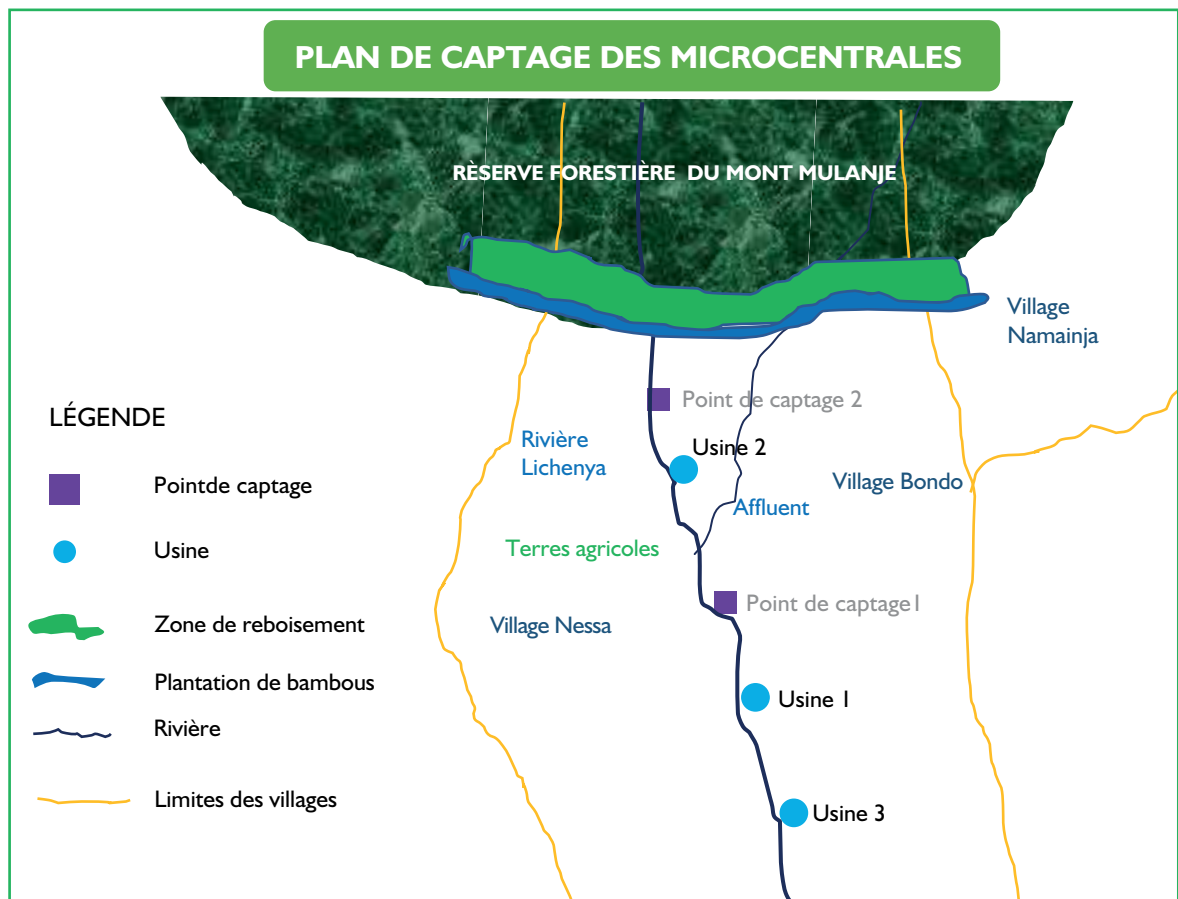 PLAN DE CAPTAGE DES MICROCENTRALES
RÈSERVE FORESTIÈRE DU MONT MULANJE
Village
Namainja
Point de captage 2
Rivière
Lichenya
Usine 2
Village Bondo
Affluent
Terres agricoles
Point de captage1
Village Nessa
Usine 1
Usine 3
LÉGENDE
Pointde captage
Usine
Zone de reboisement
Plantation de bambous
Rivière
Limites des villages